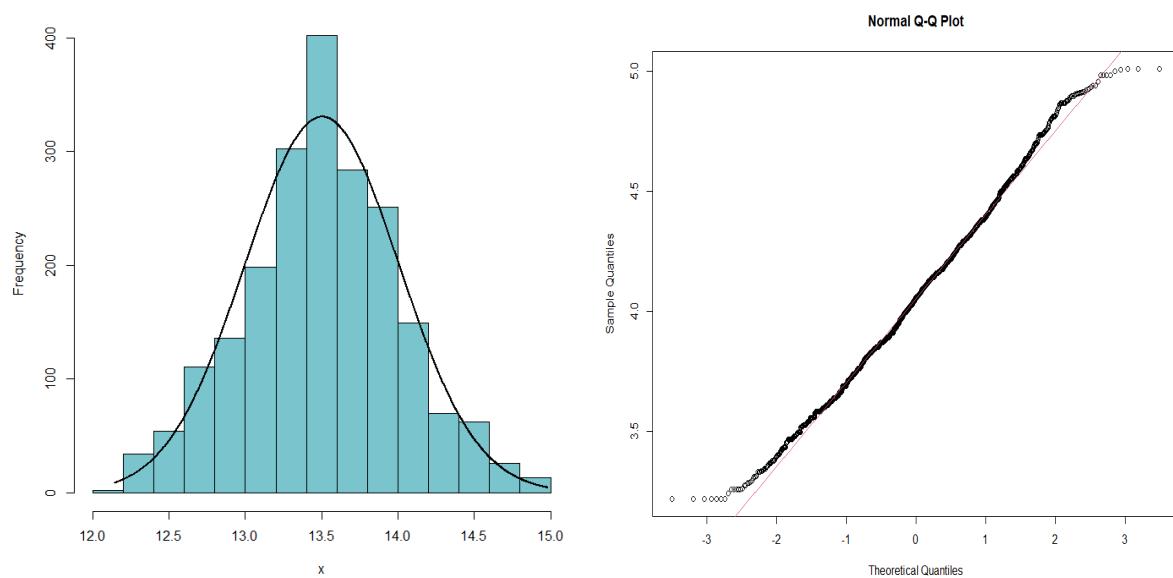 Frequency
400
300
200
100
0
12.0 12.5 13.0 13.5 14.0 14.5 15.0
x
Normal Q-Q Plot
Sample Quantiles
5.0
4.5
4.0
3.5
-3 -2 -1 0 1 2 3
Theoretical Quantiles